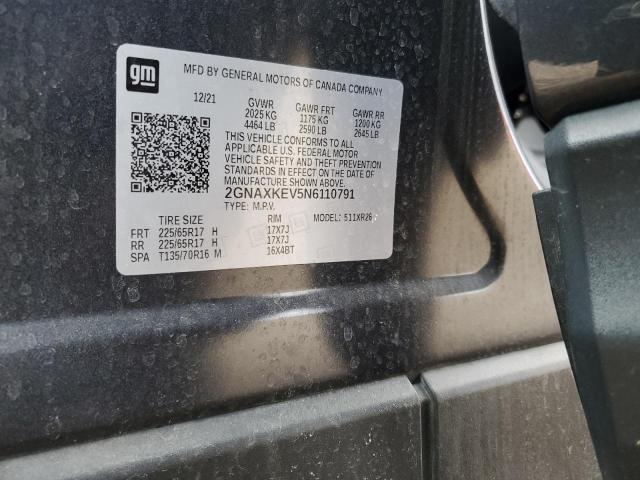 gm
MFD BY GENERAL MOTORS OF CANADA COMPANY
12/21 GVWR GAWR FRT GAWR RR
2025 KG 1175 KG 1200 KG
4464 LB 2590 LB 2645 LB
THIS VEHICLE CONFORMS TO ALL
APPLICABLE U.S. FEDERAL MOTOR
VEHICLE SAFETY AND THEFT PREVENTION
STANDARDS IN EFFECT ON THE DATE OF
MANUFACTURE SHOWN ABOVE.
2GNAXKEV5N6110791
TYPE: M.P.V. MODEL: 511XR26
TIRE SIZE RIM
FRT 225/65R17 H 17X7J
RR 225/65R17 H 17X7J
SPA T135/70R16 M 16X4BT